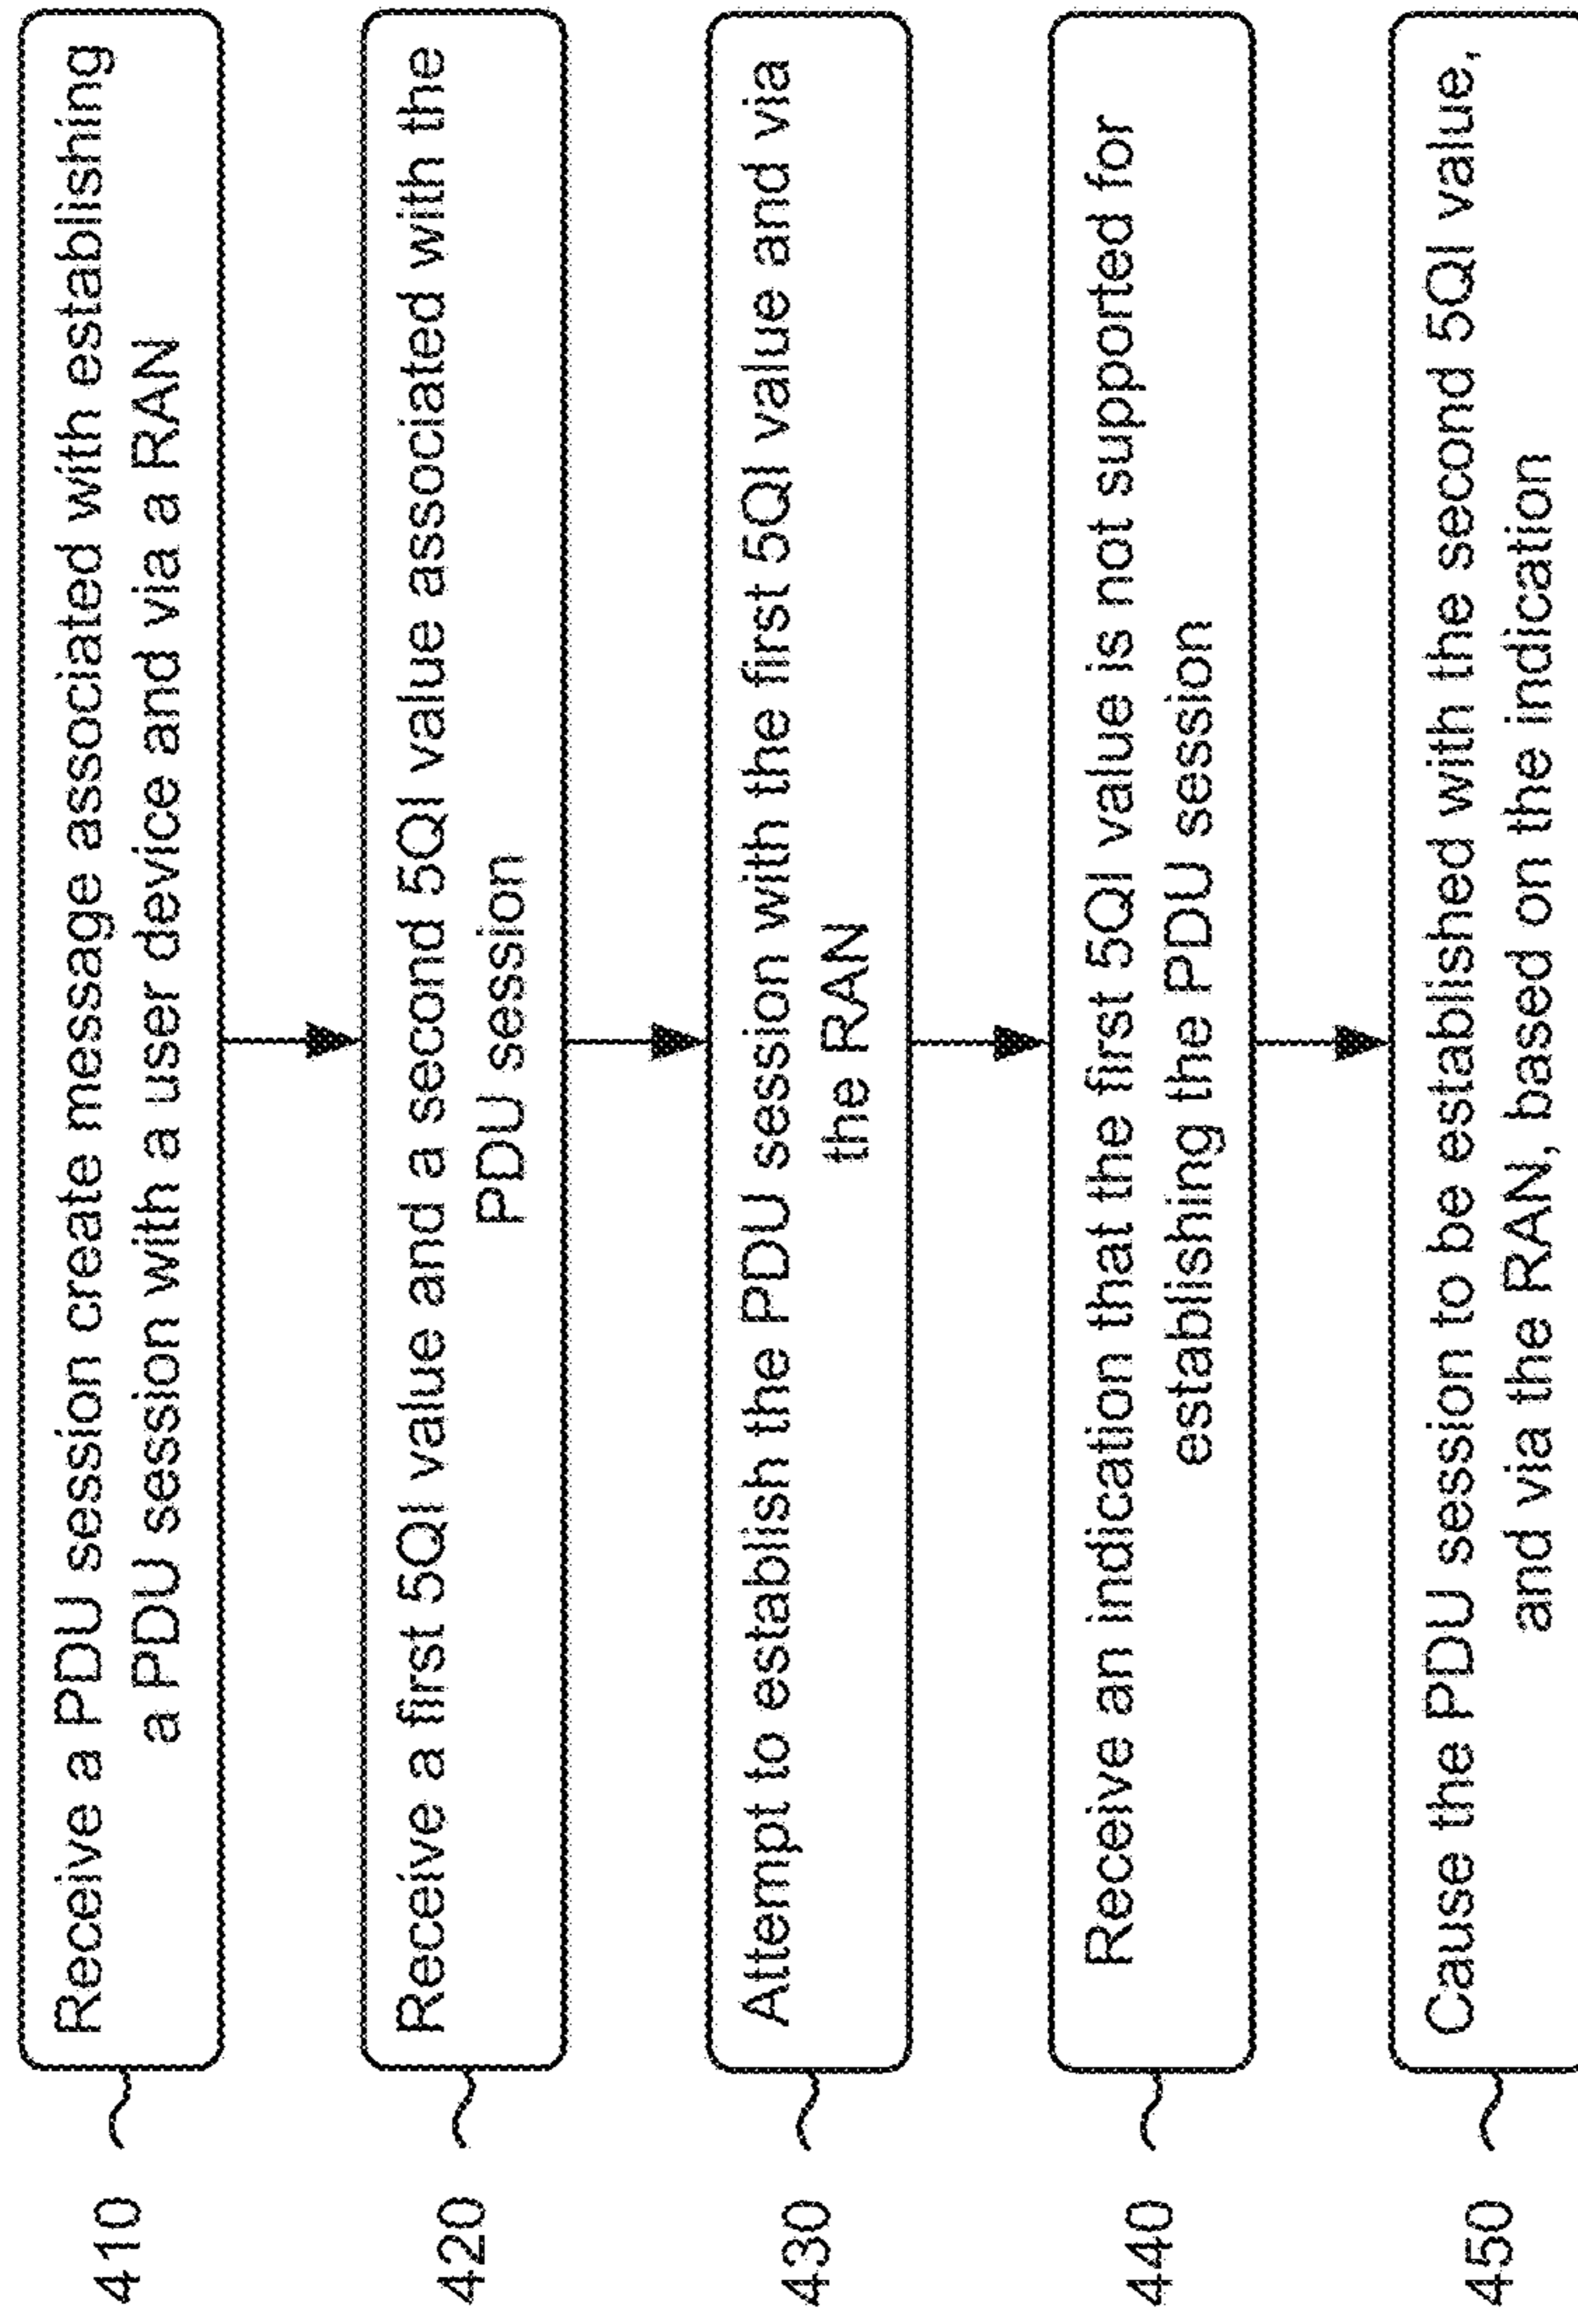 410
Receive a PDU session create message associated with establishing
a PDU session with a user device and via a RAN
420
Receive a first 5QI value and a second 5QI value associated with the
PDU session
430
Attempt to establish the PDU session with the first 5QI value and via
the RAN
440
Receive an indication that the first 5QI value is not supported for
establishing the PDU session
450
Cause the PDU session to be established with the second 5QI value,
and via the RAN, based on the indication